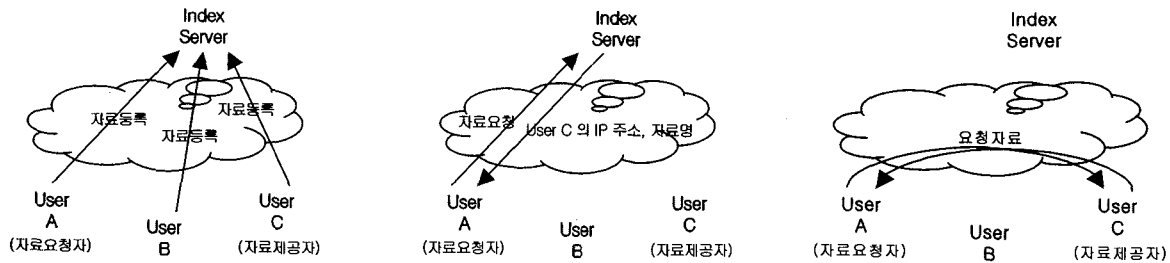 Index
Server
자료등록
자료등록
자료등록
User
A
(자료요청자)
User
B
User
C
(자료제공자)
Index
Server
자료요청
User C 의 IP 주소, 자료명
User
A
(자료요청자)
User
B
User
C
(자료제공자)
Index
Server
요청자료
User
A
(자료요청자)
User
B
User
C
(자료제공자)